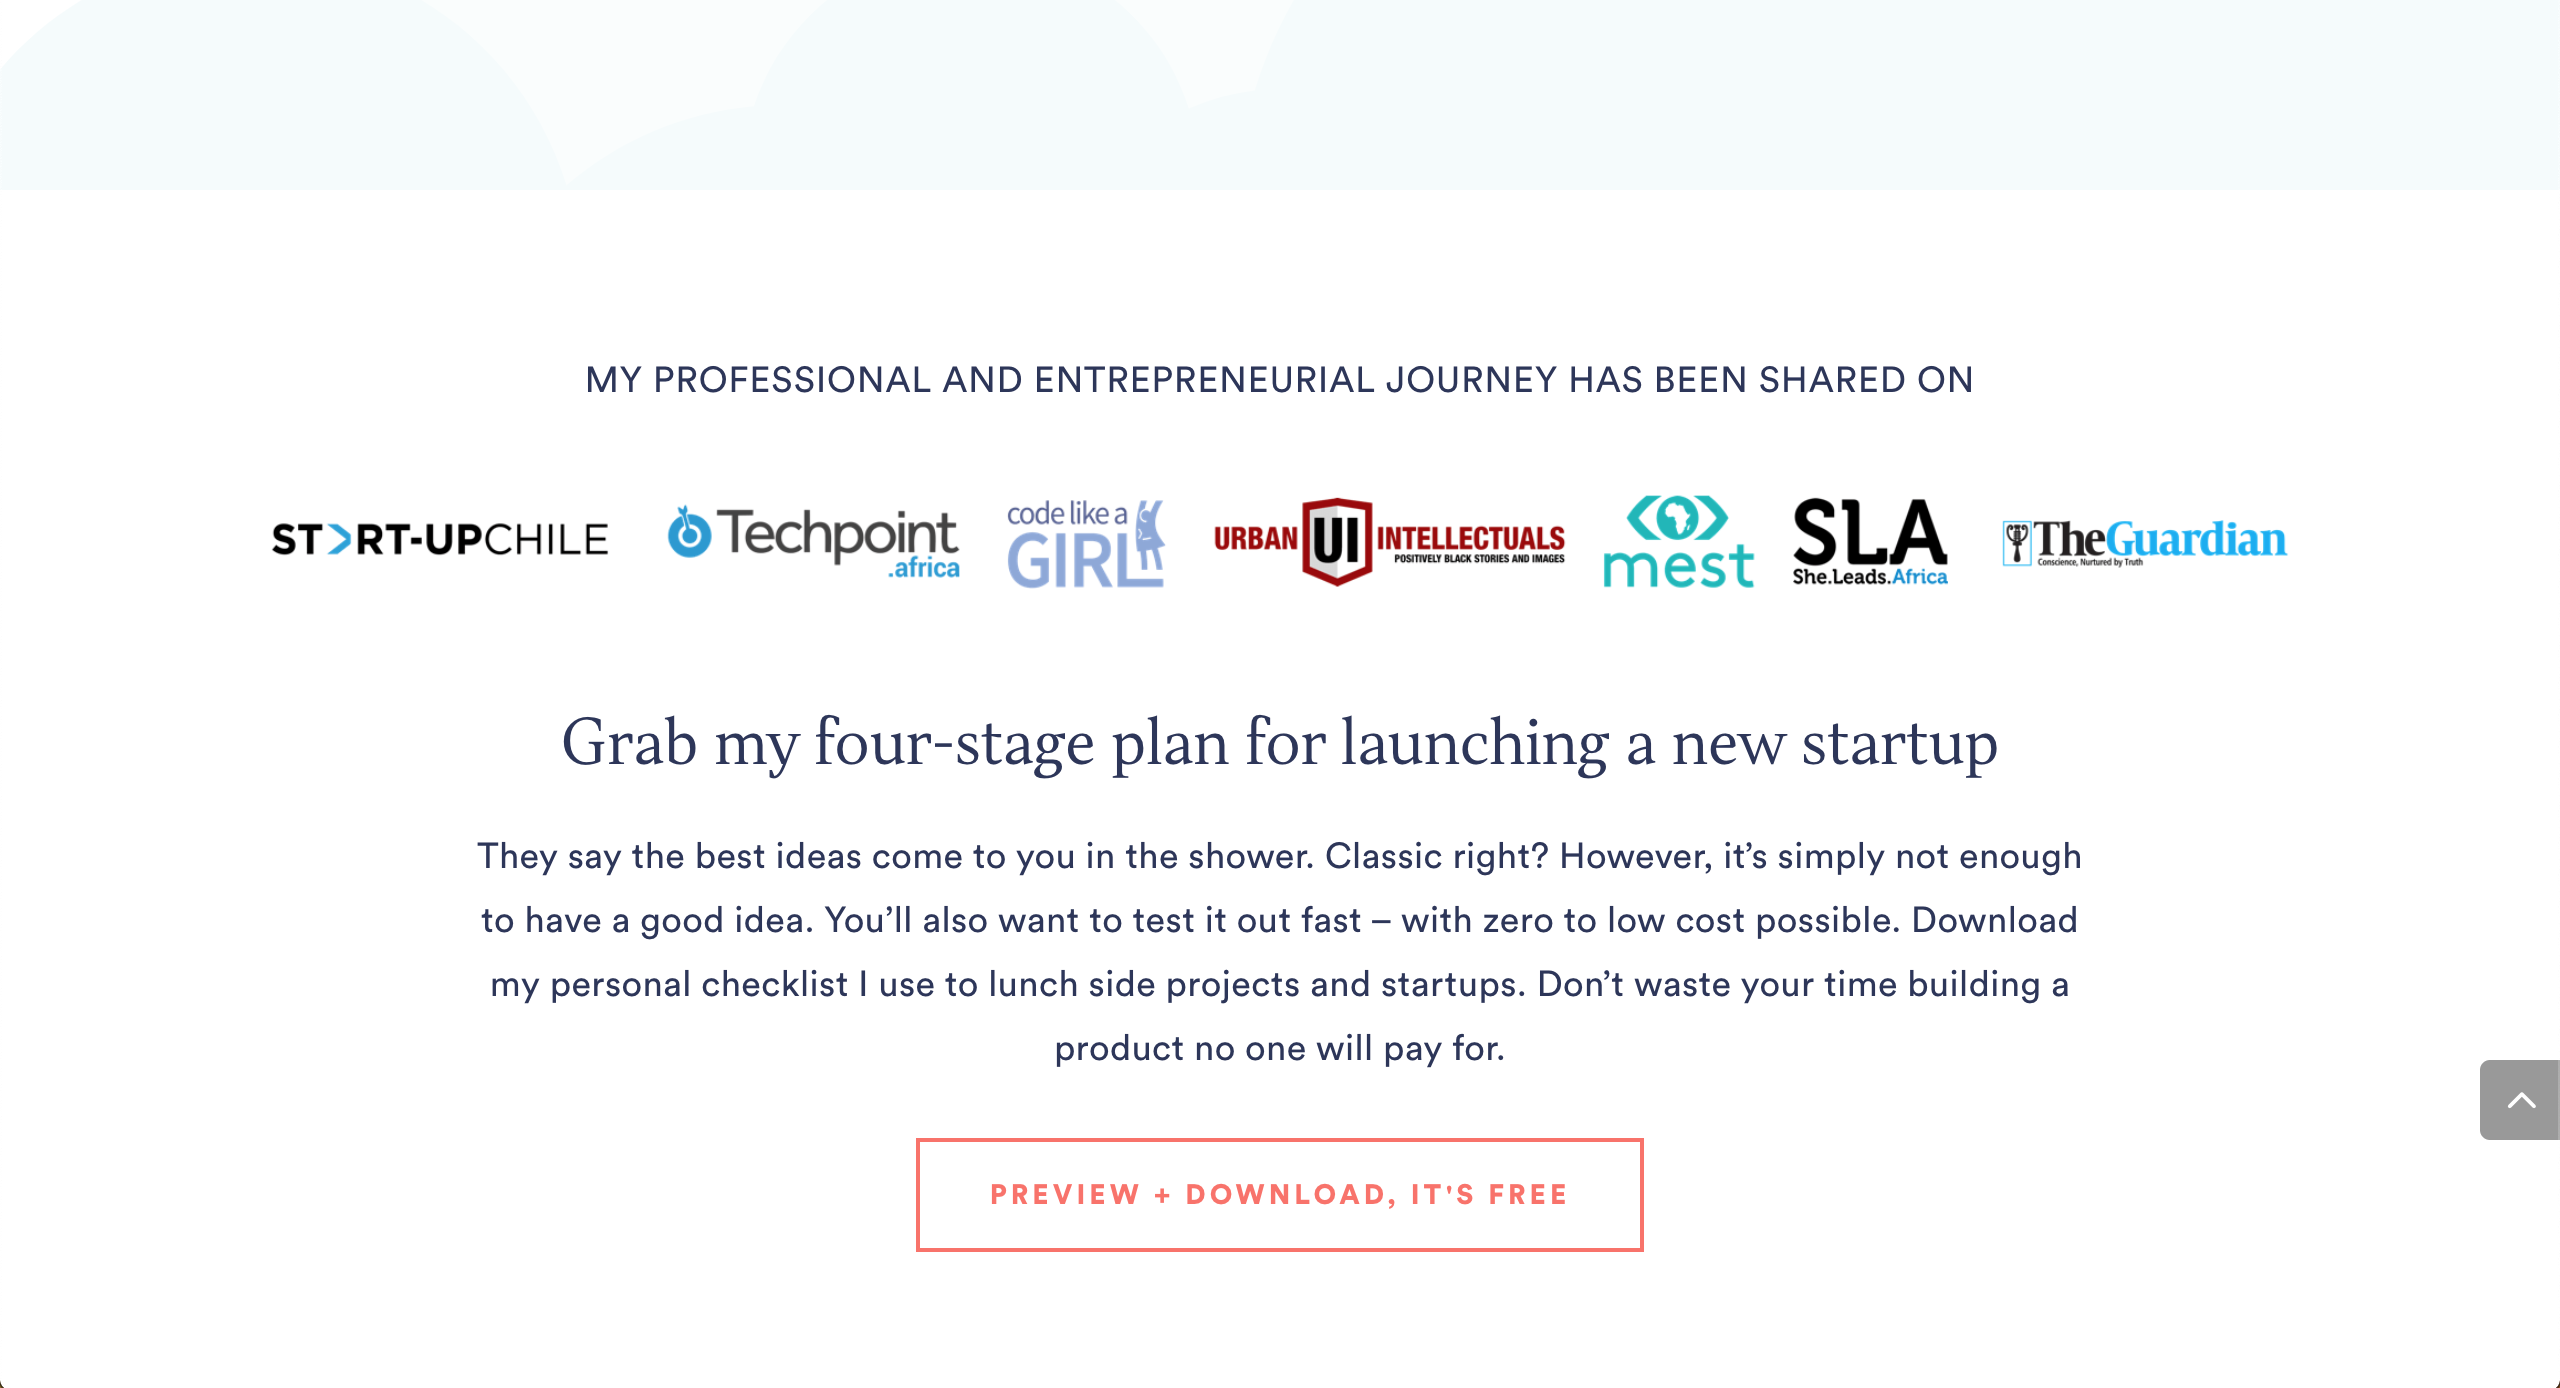 MY PROFESSIONAL AND ENTREPRENEURIAL JOURNEY HAS BEEN SHARED ON
START-UPCHILE
Techpoint
.africa
code like a
GIRL
URBAN UI INTELLECTUALS
POSITIVELY BLACK STORIES AND IMAGES
mest
SLA
She.Leads.Africa
TheGuardian
Conscience, Nurtured by Truth
Grab my four-stage plan for launching a new startup
They say the best ideas come to you in the shower. Classic right? However, it’s simply not enough
to have a good idea. You’ll also want to test it out fast – with zero to low cost possible. Download
my personal checklist I use to lunch side projects and startups. Don’t waste your time building a
product no one will pay for.
PREVIEW + DOWNLOAD, IT'S FREE